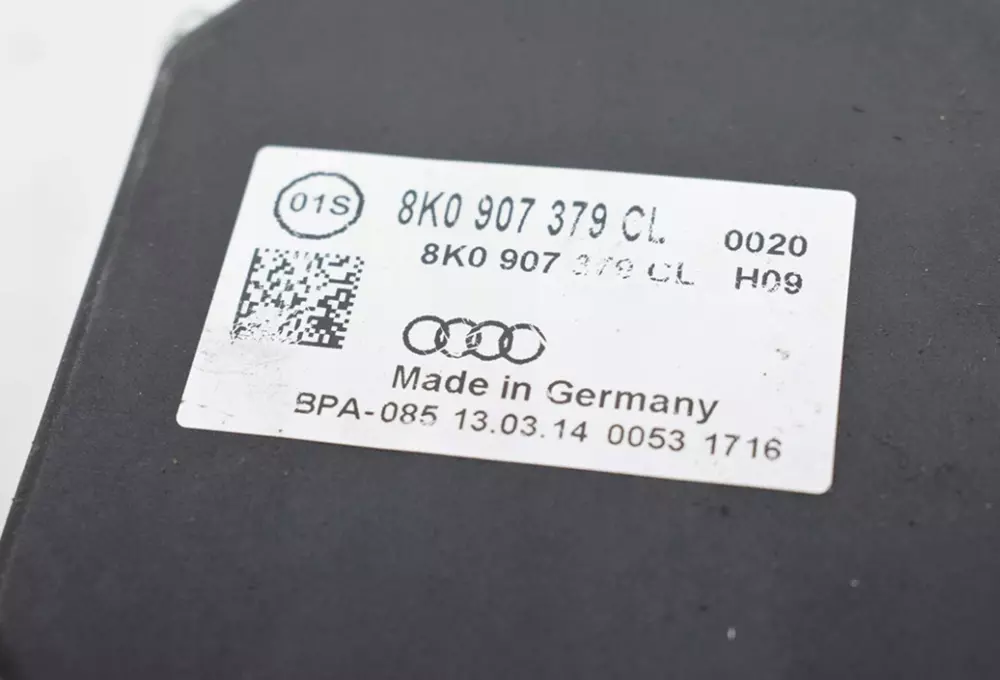 01S
8K0 907 379 CL 0020
8K0 907 379 CL H09
Made in Germany
BPA-085 13.03.14 0053 1716